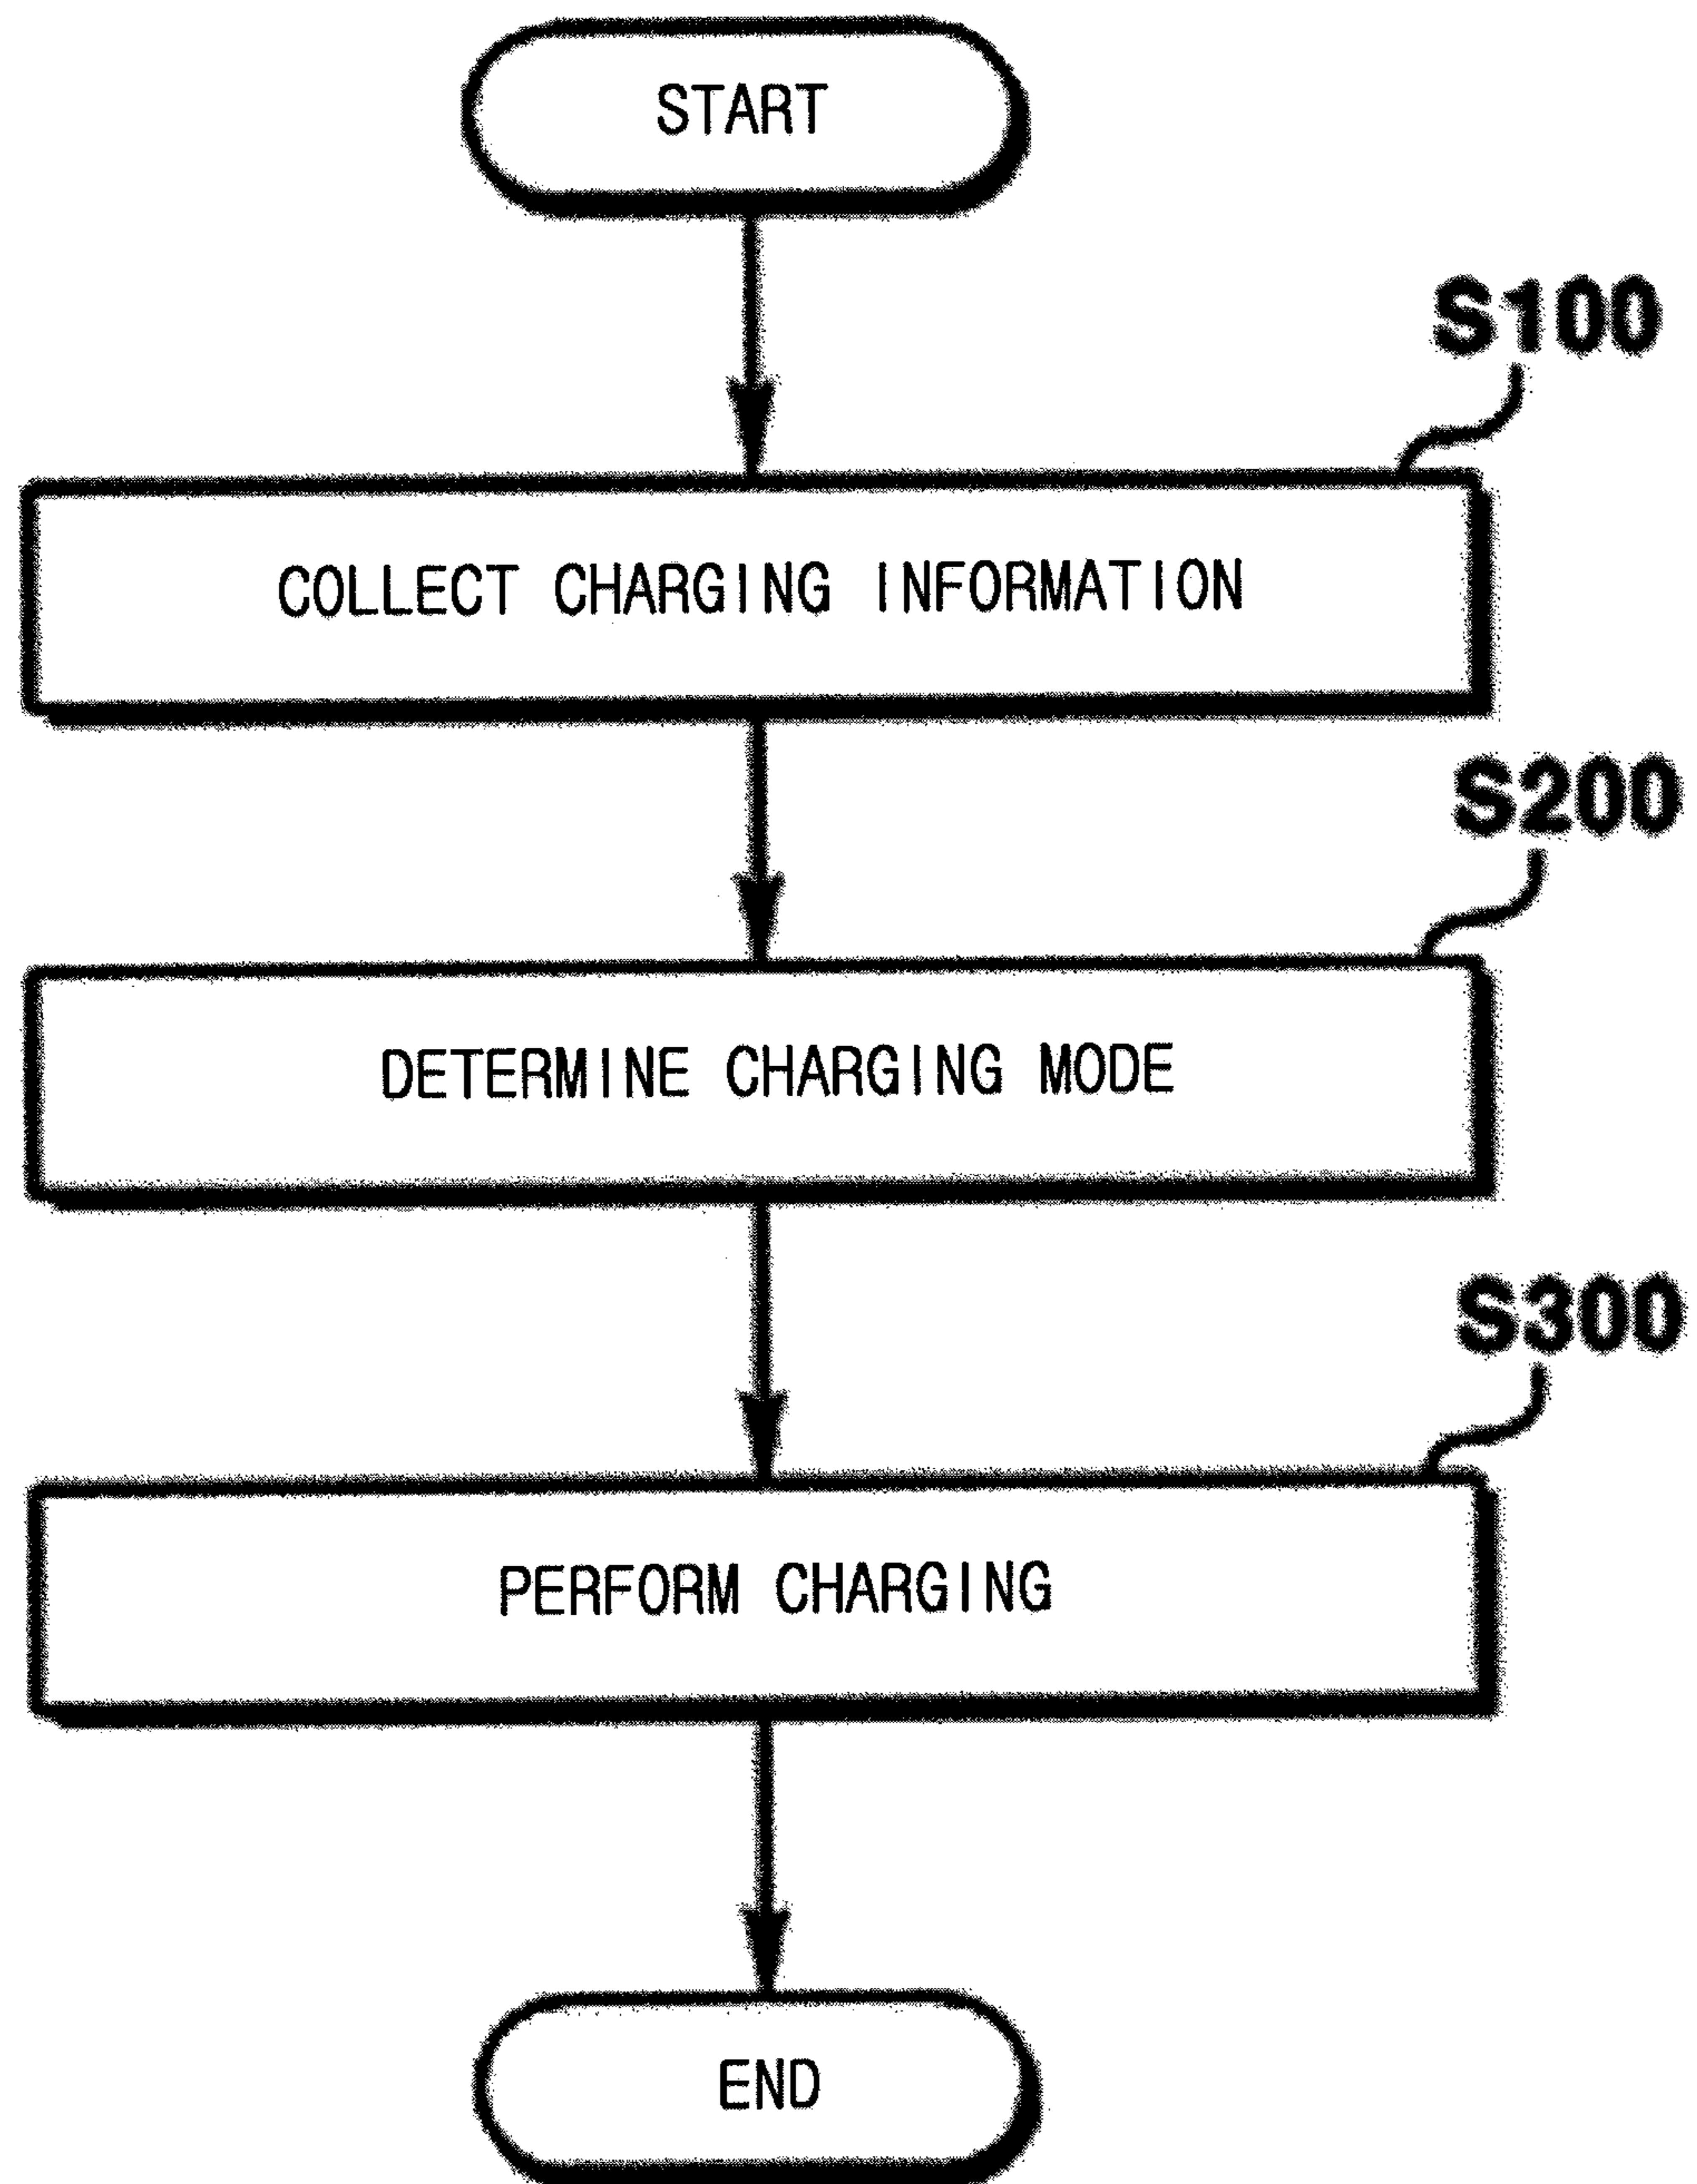 START
S100
COLLECT CHARGING INFORMATION
S200
DETERMINE CHARGING MODE
S300
PERFORM CHARGING
END